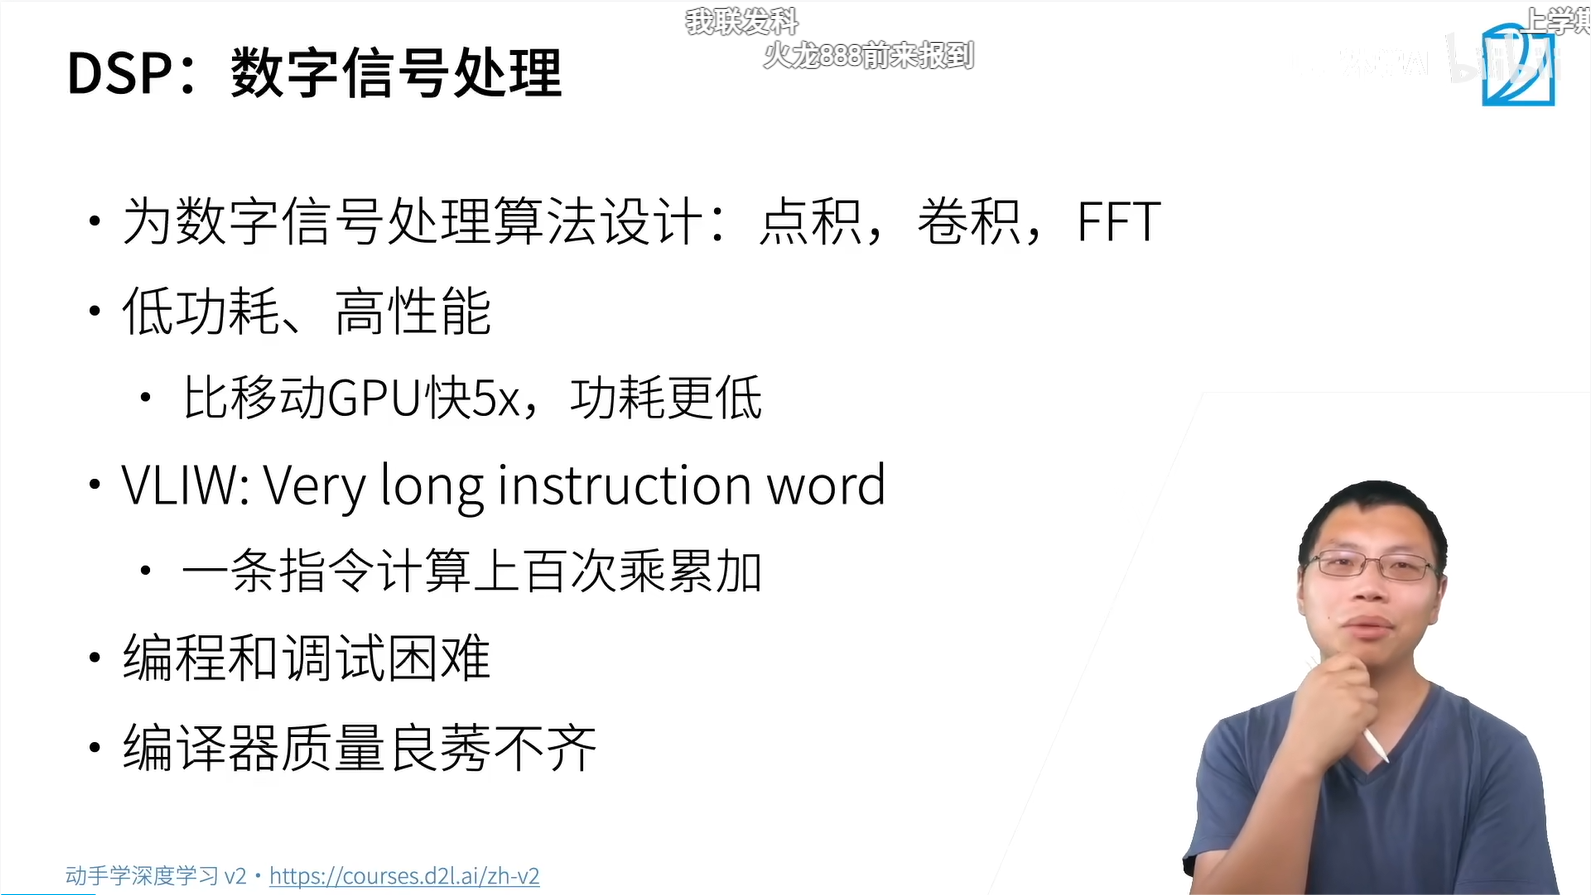 我联发科
上学期
火龙888前来报到
bilibili
DSP：数字信号处理
• 为数字信号处理算法设计：点积，卷积，FFT
• 低功耗、高性能
• 比移动GPU快5x，功耗更低
• VLIW: Very long instruction word
• 一条指令计算上百次乘累加
• 编程和调试困难
• 编译器质量良莠不齐
动手学深度学习 v2 • https://courses.d2l.ai/zh-v2